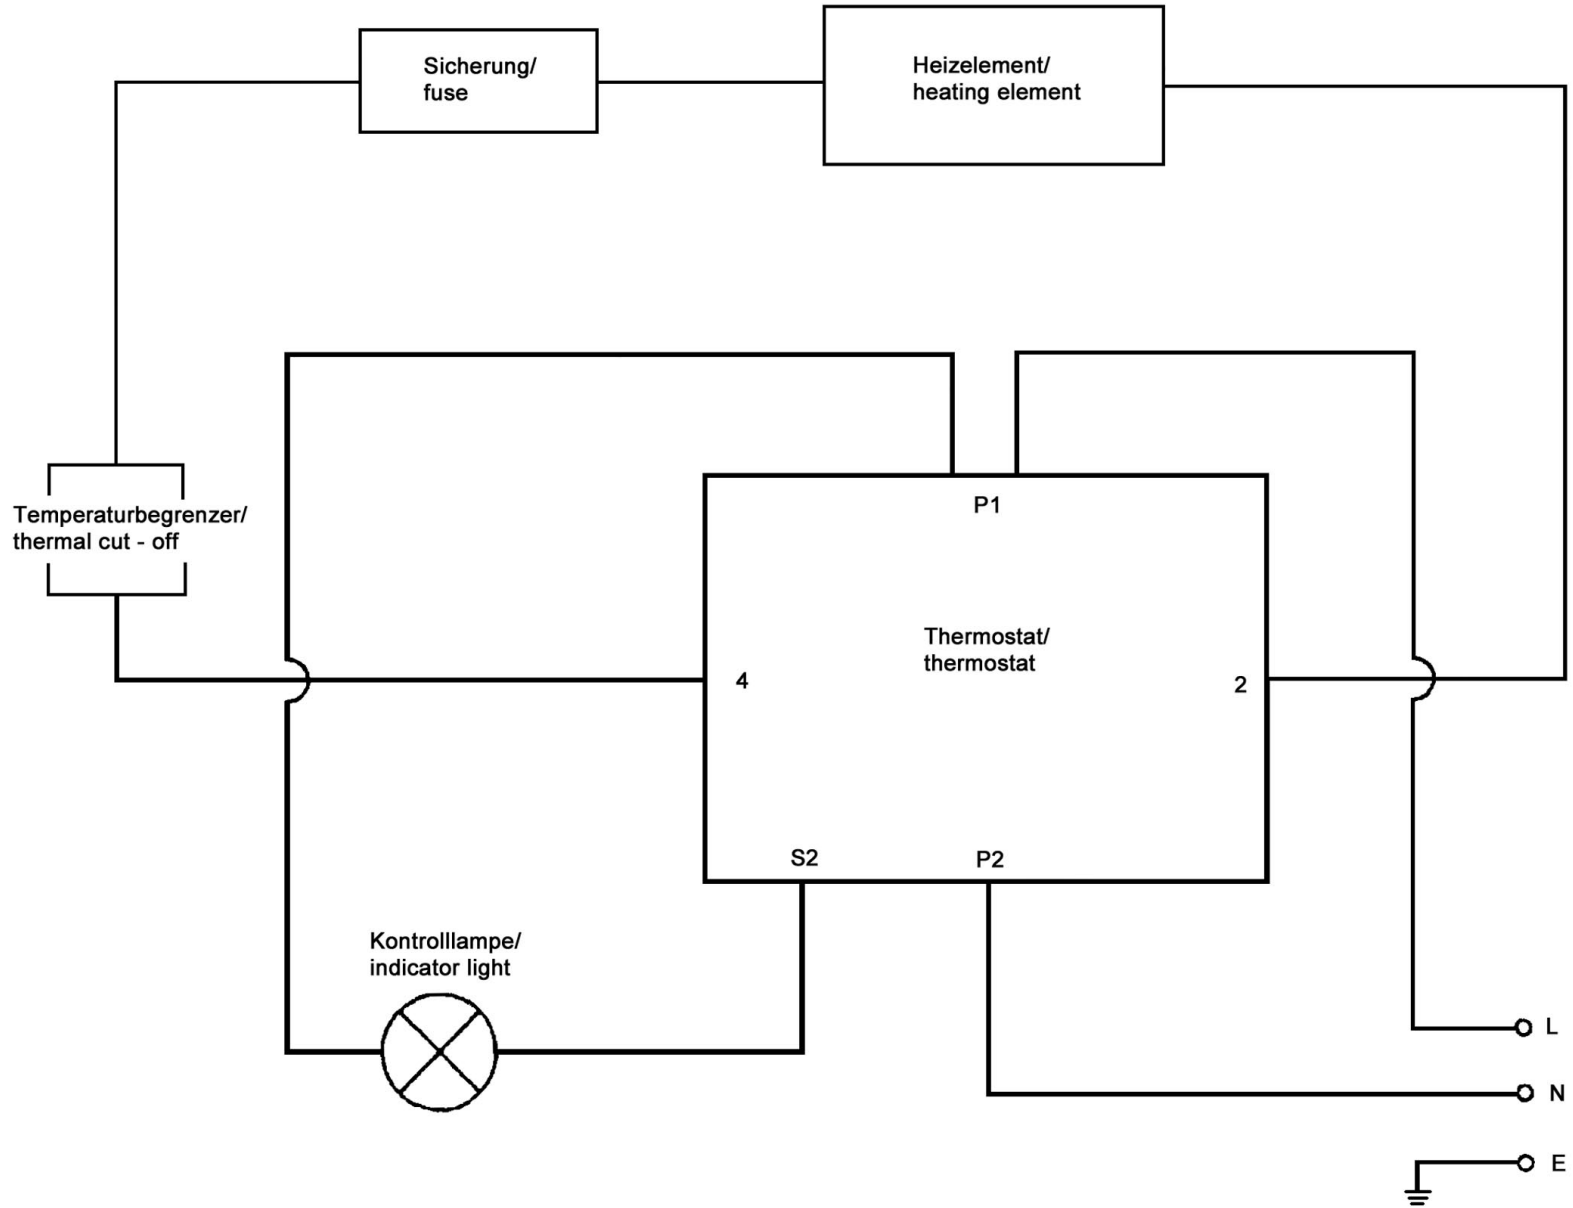 Sicherung/
fuse
Heizelement/
heating element
Temperaturbegrenzer/
thermal cut - off
P1
Thermostat/
thermostat
4
2
S2
P2
Kontrolllampe/
indicator light
L
N
E